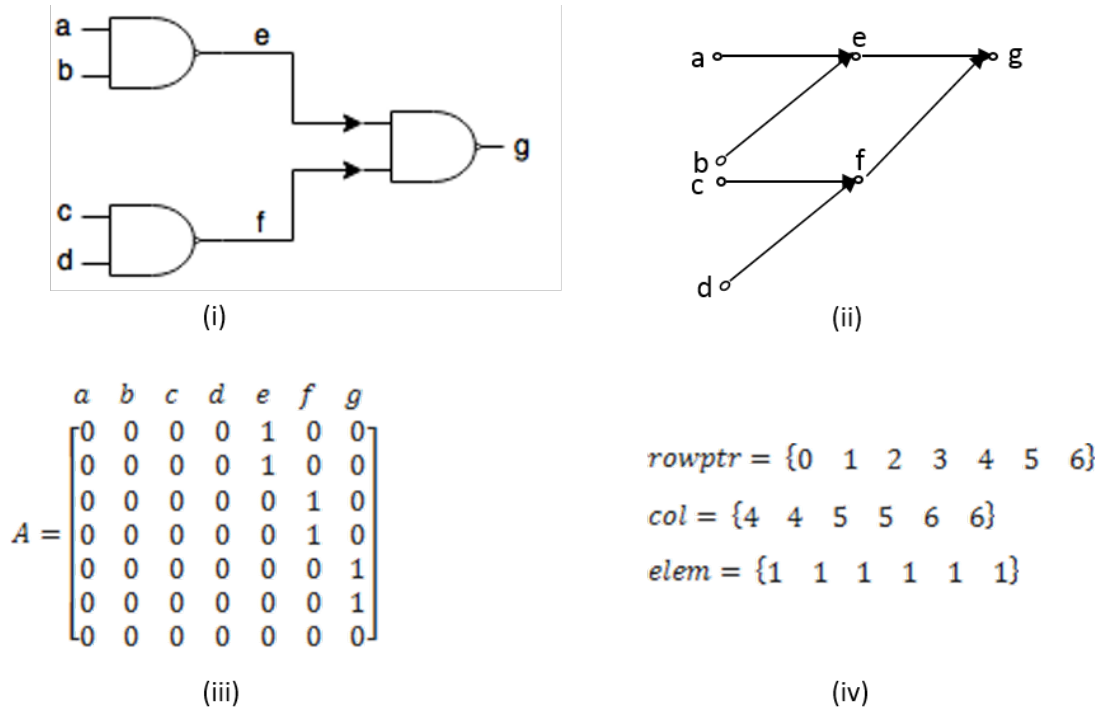 a
b
e
g
c
d
f
(i)
a
e
g
b
c
f
d
(ii)
a b c d e f g
0 0 0 0 1 0 0
0 0 0 0 1 0 0
0 0 0 0 0 1 0
A = 0 0 0 0 0 1 0
0 0 0 0 0 0 1
0 0 0 0 0 0 1
0 0 0 0 0 0 0
(iii)
rowptr = {0 1 2 3 4 5 6}
col = {4 4 5 5 6 6}
elem = {1 1 1 1 1 1}
(iv)